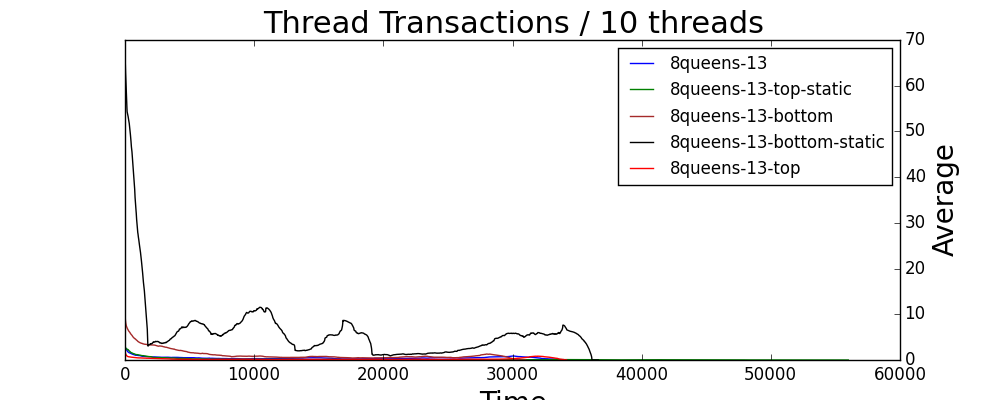 Thread Transactions / 10 threads
8queens-13
8queens-13-top-static
8queens-13-bottom
8queens-13-bottom-static
8queens-13-top
70
60
50
40
30
20
10
0
Average
0 10000 20000 30000 40000 50000 60000
Time